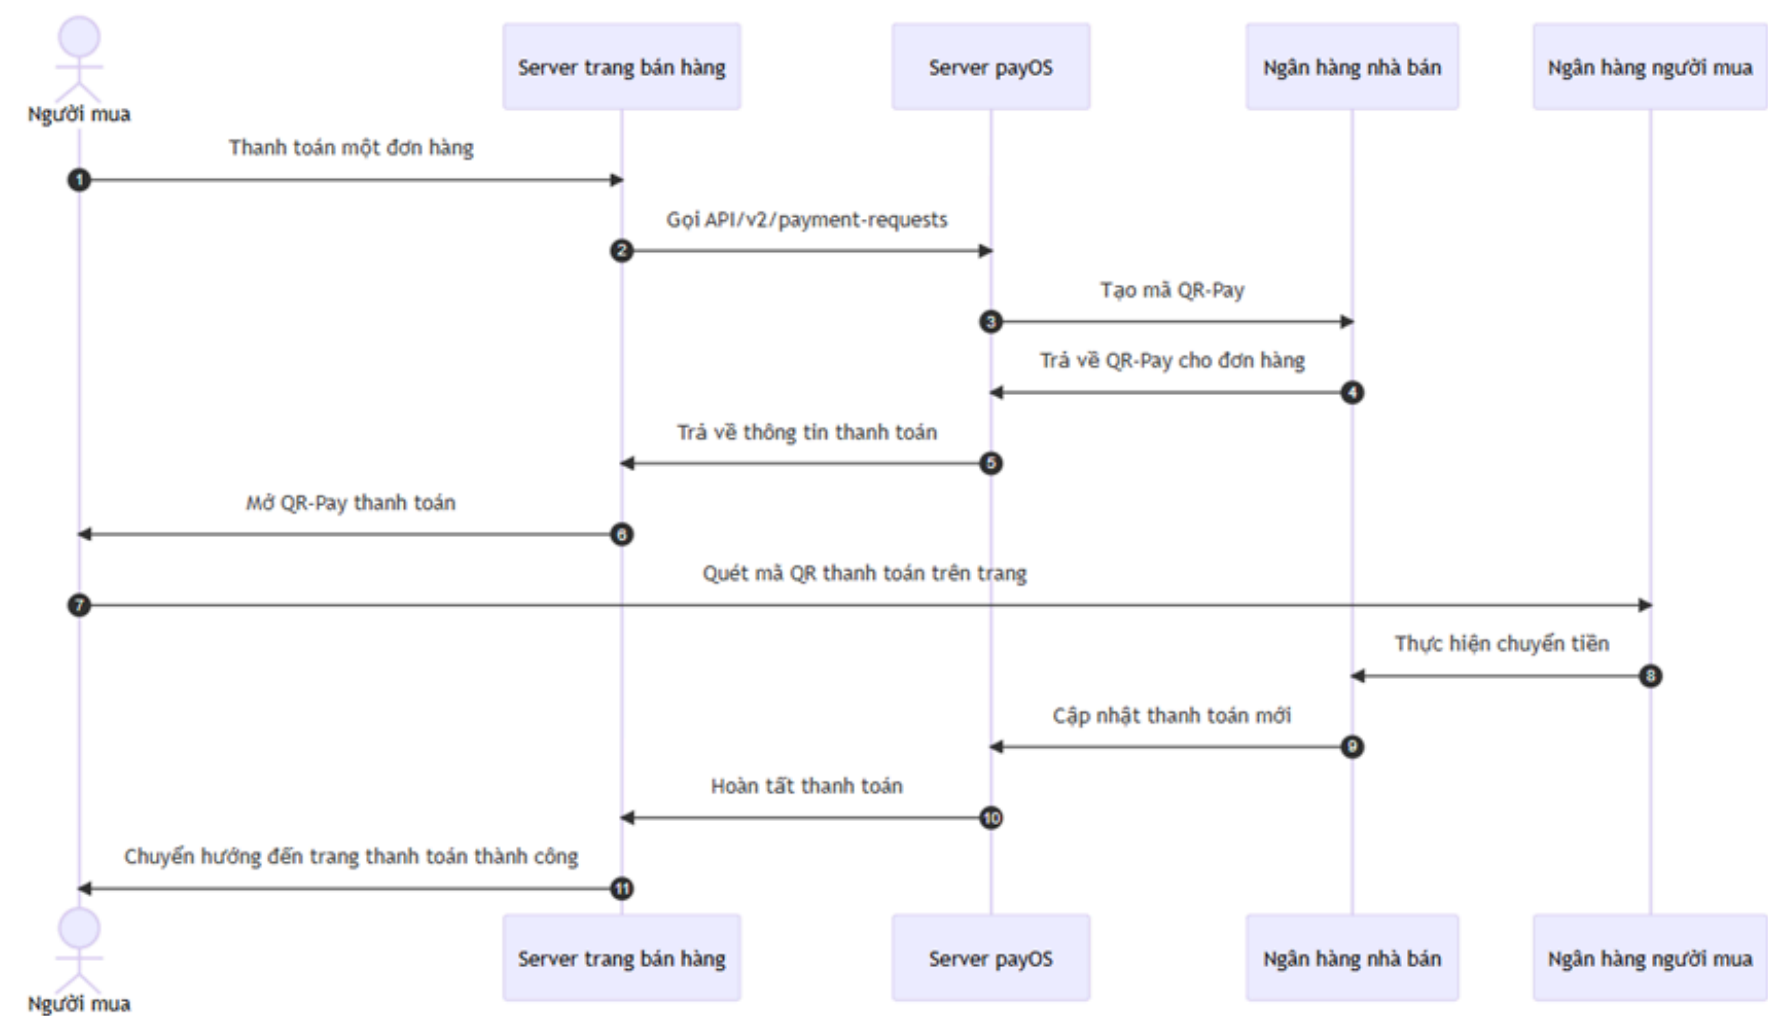 Người mua
Server trang bán hàng
Server payOS
Ngân hàng nhà bán
Ngân hàng người mua
Thanh toán một đơn hàng
1
Gọi API/v2/payment-requests
2
Tạo mã QR-Pay
3
Trả về QR-Pay cho đơn hàng
4
Trả về thông tin thanh toán
5
Mở QR-Pay thanh toán
6
Quét mã QR thanh toán trên trang
7
Thực hiện chuyển tiền
8
Cập nhật thanh toán mới
9
Hoàn tất thanh toán
10
Chuyển hướng đến trang thanh toán thành công
11
Người mua
Server trang bán hàng
Server payOS
Ngân hàng nhà bán
Ngân hàng người mua